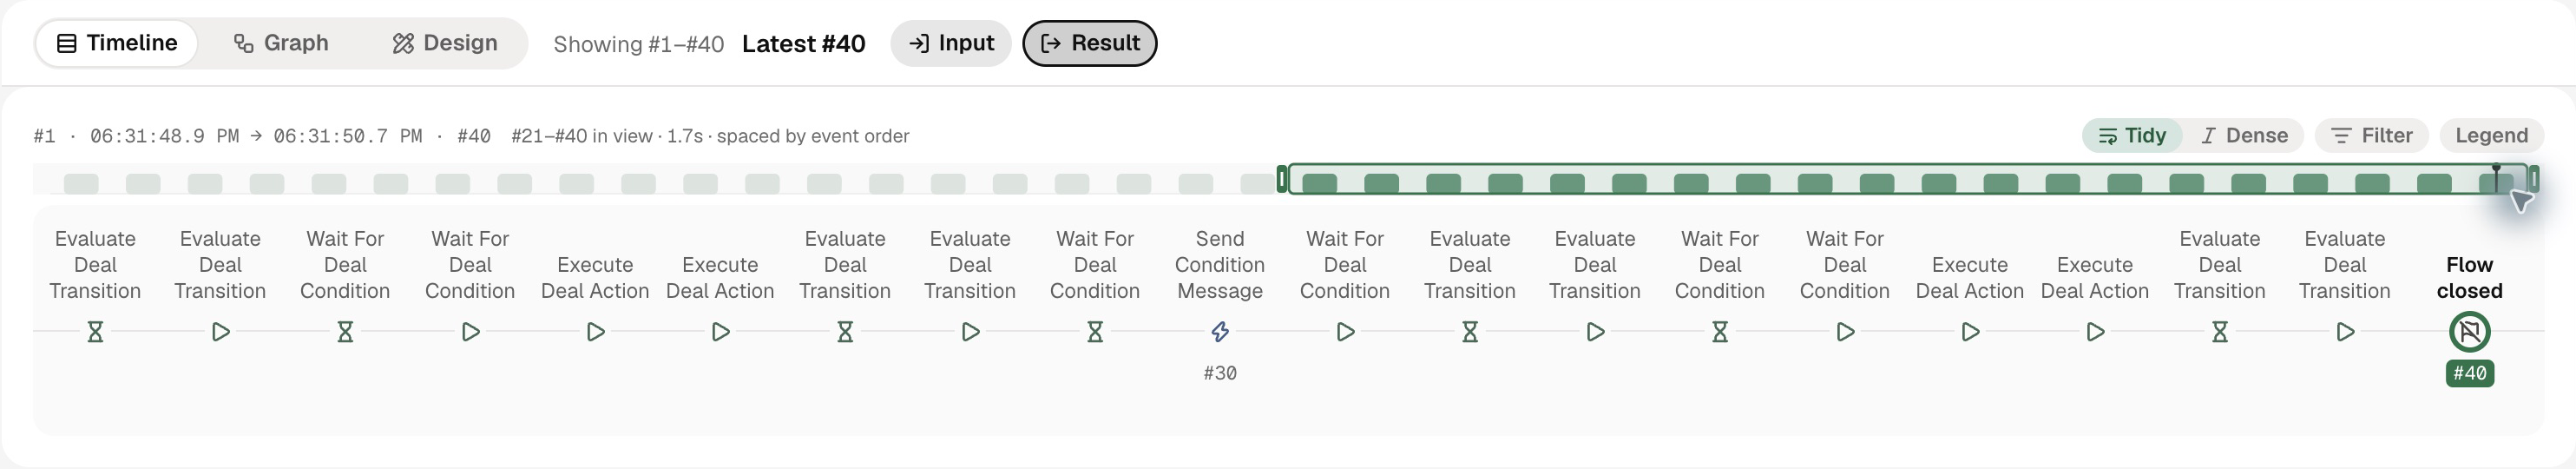 Timeline
Graph
Design
Showing #1–#40
Latest #40
Input
Result
#1 · 06:31:48.9 PM → 06:31:50.7 PM · #40 #21–#40 in view · 1.7s · spaced by event order
Tidy
Dense
Filter
Legend
Evaluate
Deal
Transition
Evaluate
Deal
Transition
Wait For
Deal
Condition
Wait For
Deal
Condition
Execute
Deal Action
Execute
Deal Action
Evaluate
Deal
Transition
Evaluate
Deal
Transition
Wait For
Deal
Condition
Send
Condition
Message
Wait For
Deal
Condition
Evaluate
Deal
Transition
Evaluate
Deal
Transition
Wait For
Deal
Condition
Wait For
Deal
Condition
Execute
Deal Action
Execute
Deal Action
Evaluate
Deal
Transition
Evaluate
Deal
Transition
Flow
closed
#30
#40